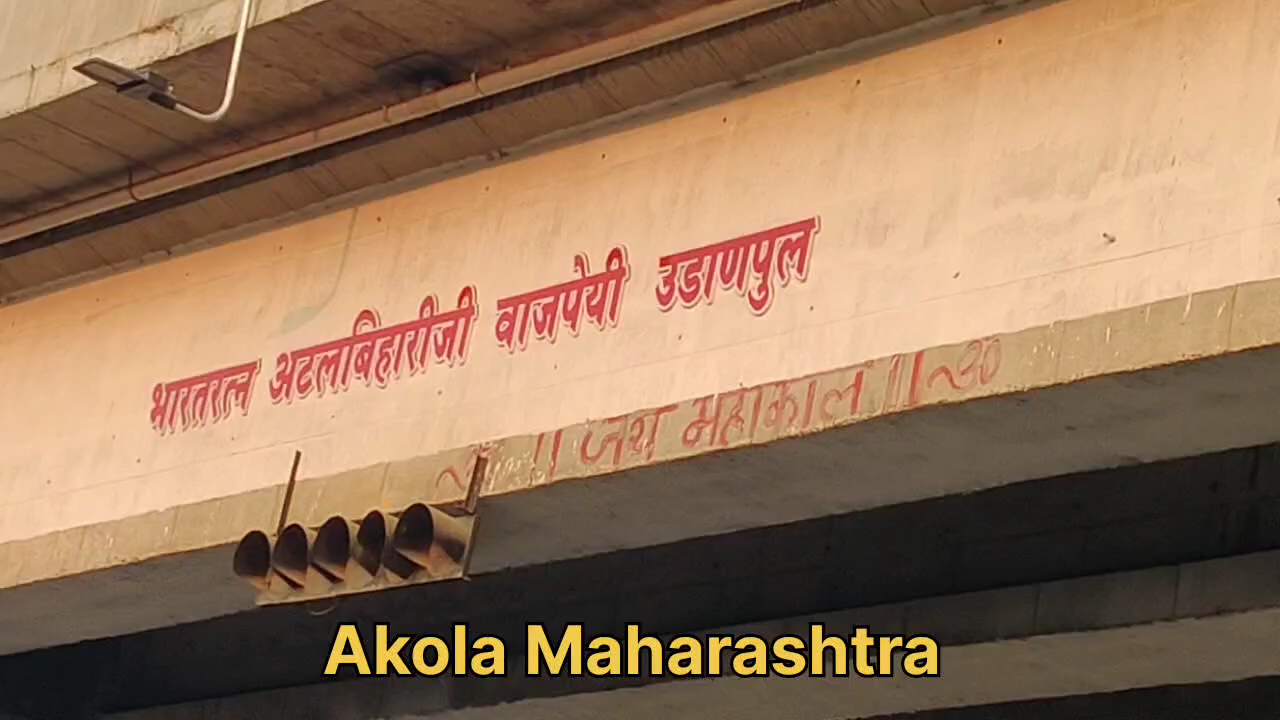 भारतरत्न अटलबिहारीजी वाजपेयी उडाणपुल
॥ जय महाकाल ॥
Akola Maharashtra